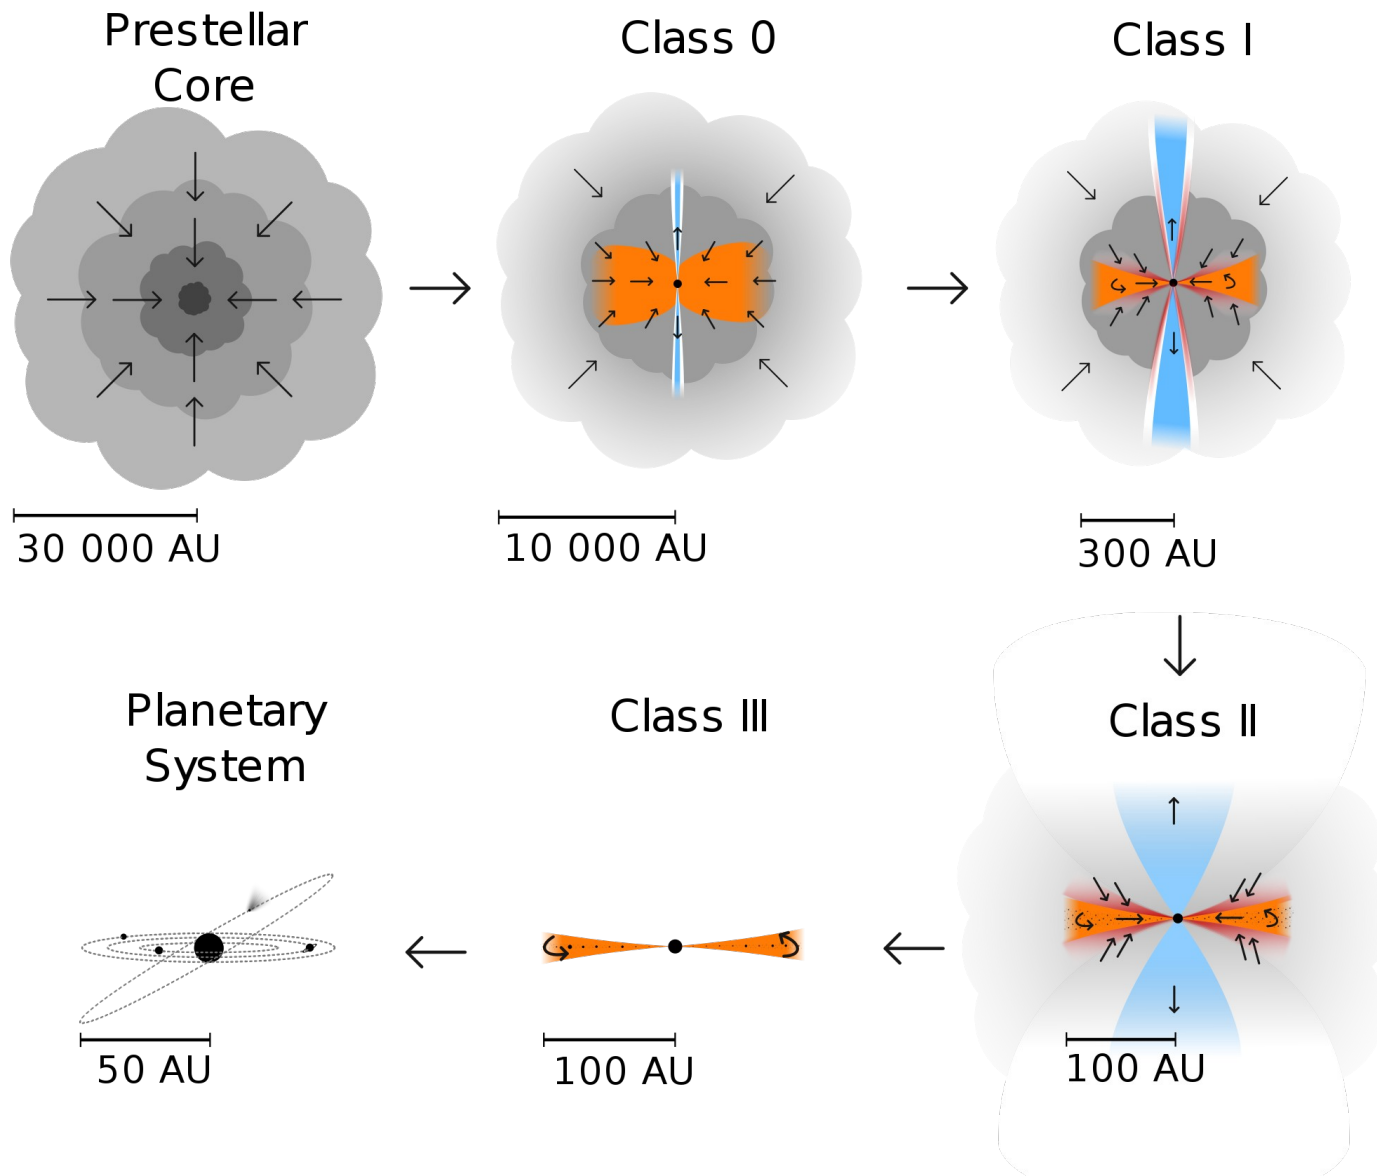 Prestellar
Core
Class 0
Class I
30 000 AU
10 000 AU
300 AU
Planetary
System
Class III
Class II
50 AU
100 AU
100 AU